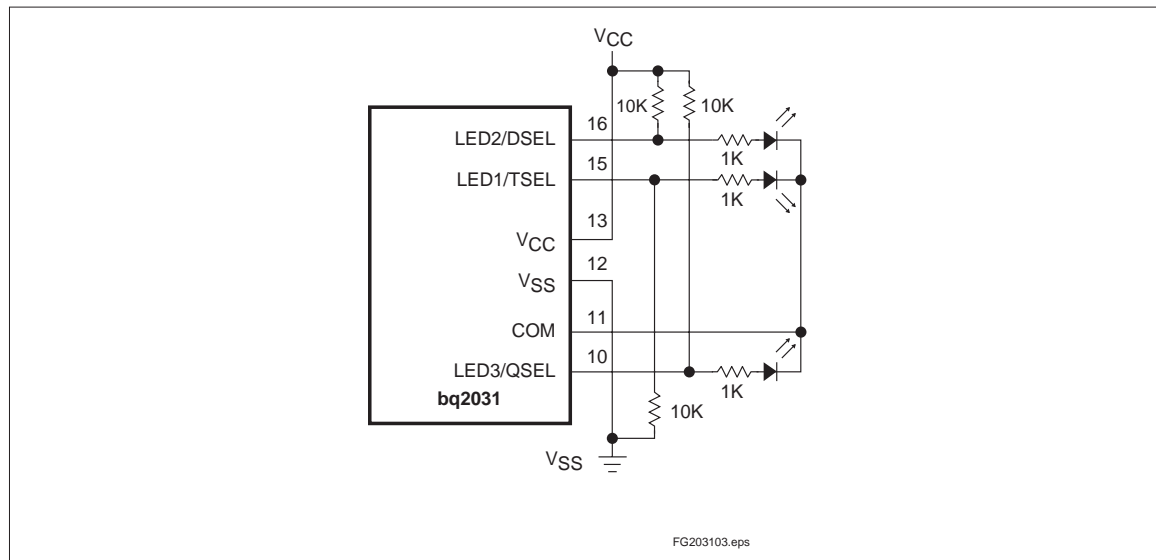 VCC
10K
10K
16
LED2/DSEL
1K
15
LED1/TSEL
1K
13
VCC
12
VSS
11
COM
10
LED3/QSEL
1K
bq2031
10K
VSS
FG203103.eps